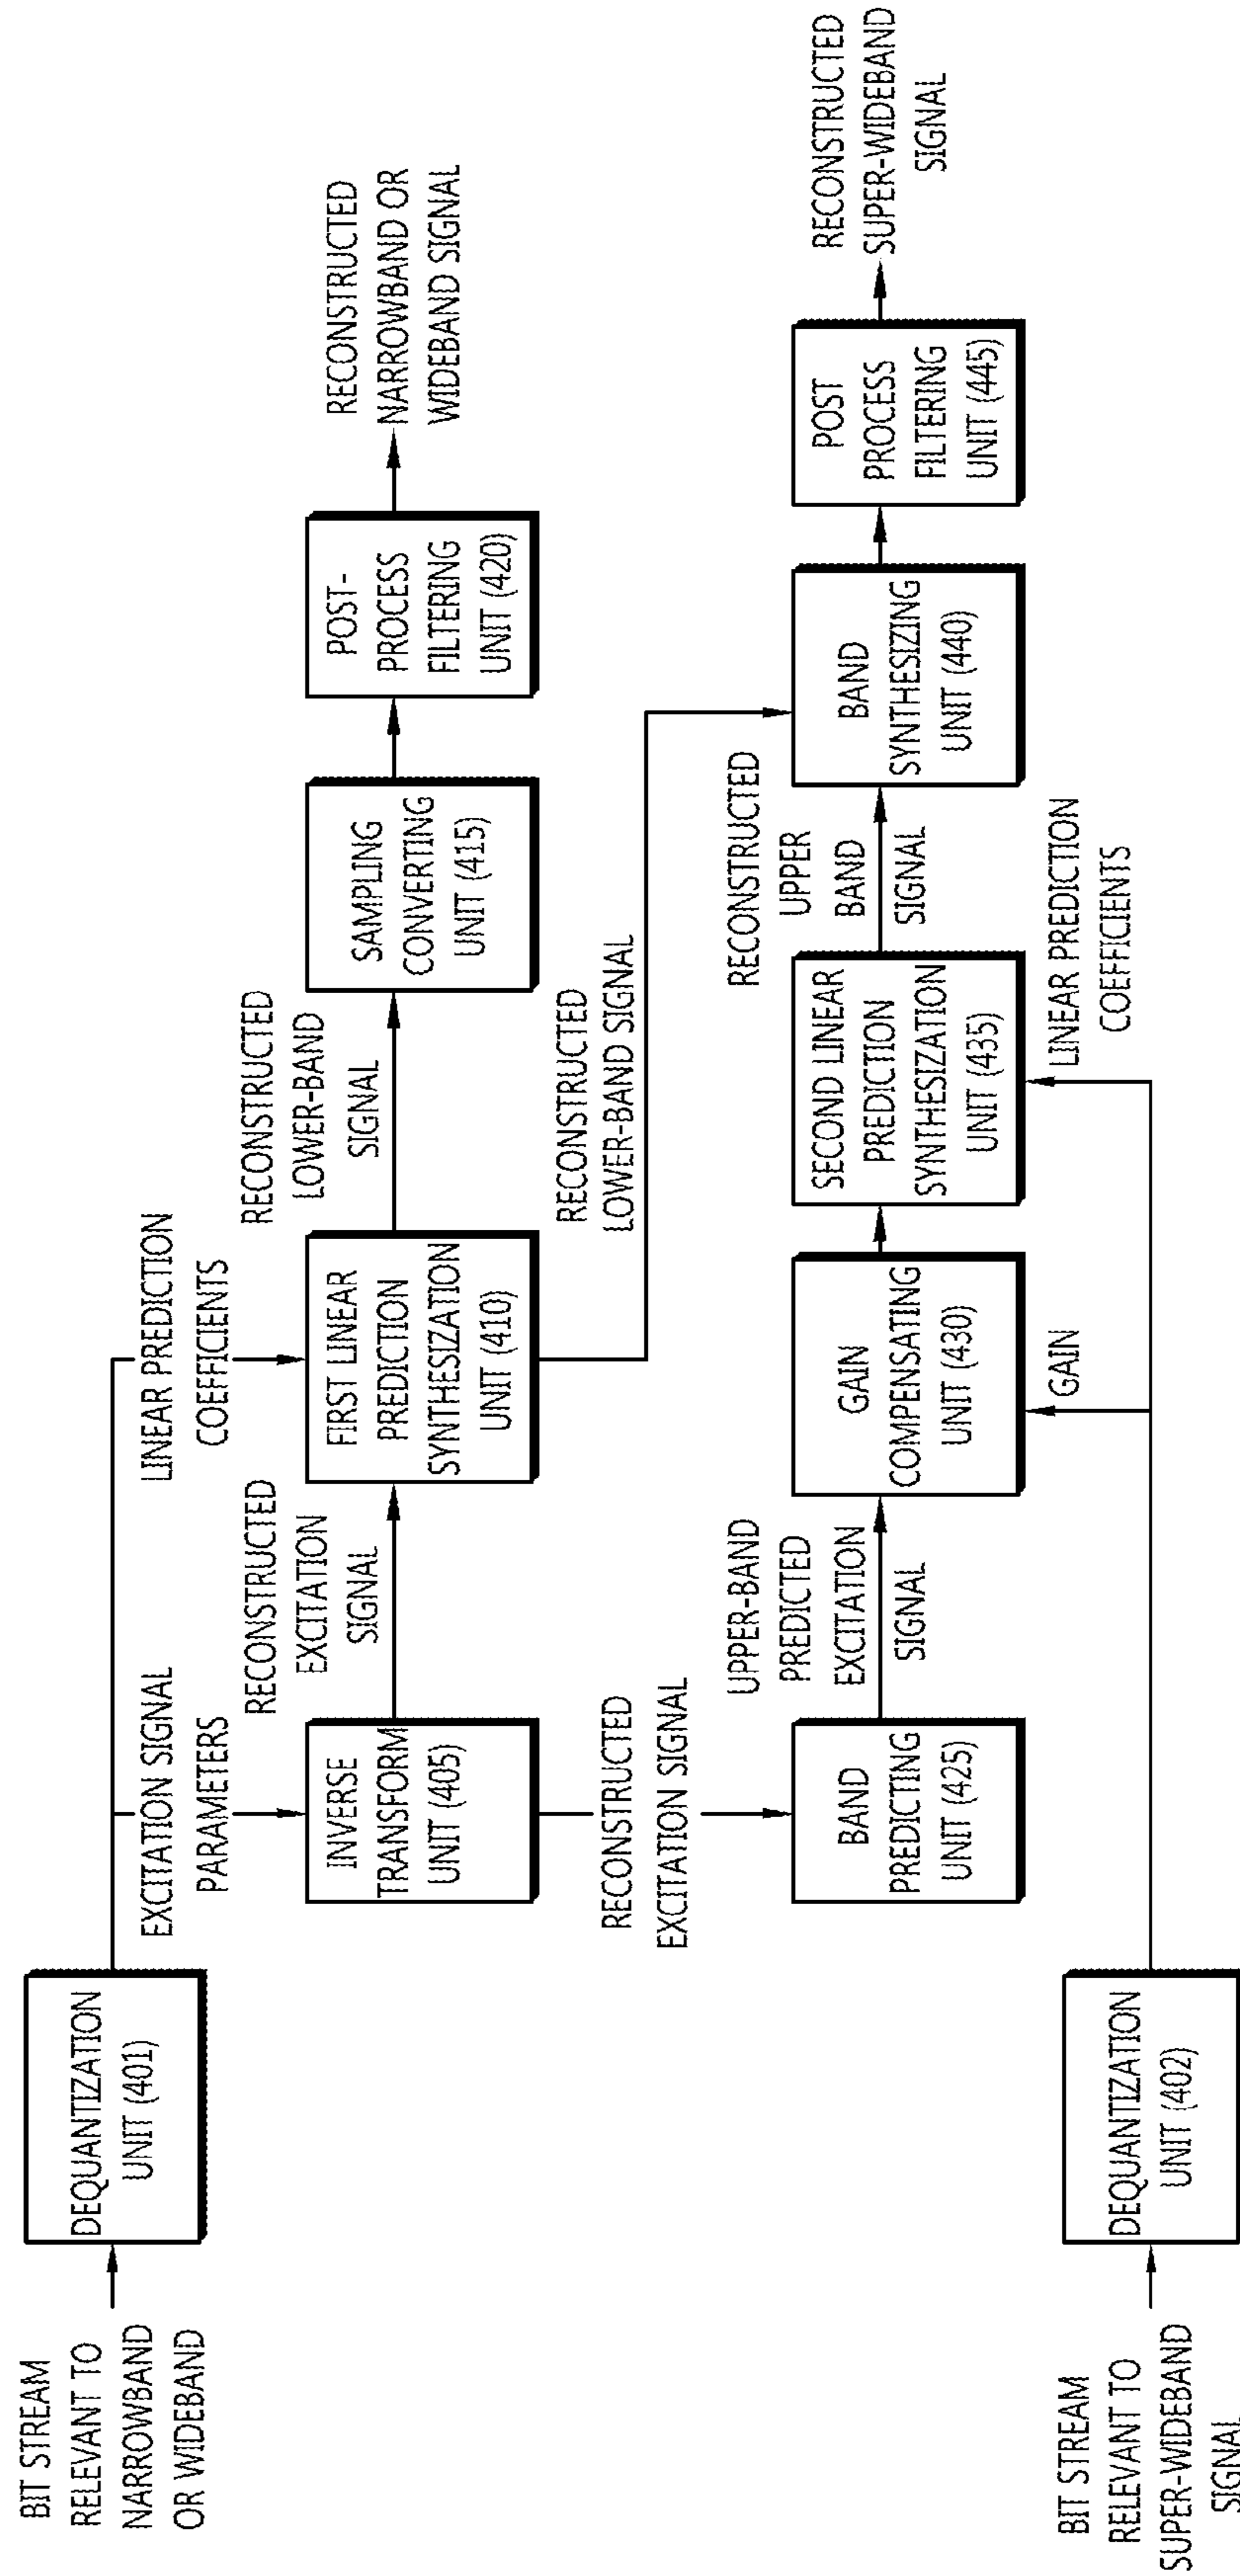 BIT STREAM
RELEVANT TO
NARROWBAND
OR WIDEBAND
DEQUANTIZATION
UNIT (401)
EXCITATION SIGNAL
PARAMETERS
LINEAR PREDICTION
COEFFICIENTS
INVERSE
TRANSFORM
UNIT (405)
RECONSTRUCTED
EXCITATION
SIGNAL
FIRST LINEAR
PREDICTION
SYNTHESIZATION
UNIT (410)
RECONSTRUCTED
LOWER-BAND
SIGNAL
SAMPLING
CONVERTING
UNIT (415)
POST-
PROCESS
FILTERING
UNIT (420)
RECONSTRUCTED
NARROWBAND OR
WIDEBAND SIGNAL
RECONSTRUCTED
EXCITATION SIGNAL
RECONSTRUCTED
LOWER-BAND SIGNAL
BAND
PREDICTING
UNIT (425)
UPPER-BAND
PREDICTED
EXCITATION
SIGNAL
GAIN
COMPENSATING
UNIT (430)
SECOND LINEAR
PREDICTION
SYNTHESIZATION
UNIT (435)
RECONSTRUCTED
UPPER
BAND
SIGNAL
BAND
SYNTHESIZING
UNIT (440)
POST
PROCESS
FILTERING
UNIT (445)
RECONSTRUCTED
SUPER-WIDEBAND
SIGNAL
GAIN
LINEAR PREDICTION
COEFFICIENTS
BIT STREAM
RELEVANT TO
SUPER-WIDEBAND
SIGNAL
DEQUANTIZATION
UNIT (402)